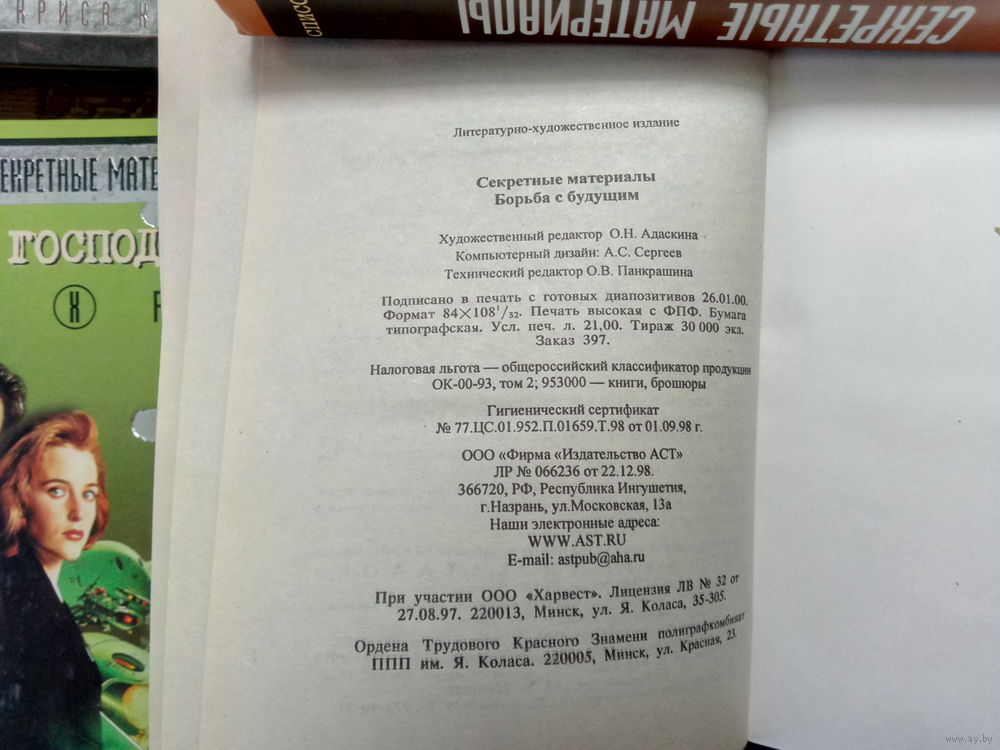 КРИСА К
СЕКРЕТНЫЕ МАТЕРИАЛЫ
ЕКРЕТНЫЕ МАТЕ
ГОСПОД
X
Литературно-художественное издание
Секретные материалы
Борьба с будущим
Художественный редактор О.Н. Адаскина
Компьютерный дизайн: А.С. Сергеев
Технический редактор О.В. Панкрашина
Подписано в печать с готовых диапозитивов 26.01.00.
Формат 84×108¹/₃₂. Печать высокая с ФПФ. Бумага
типографская. Усл. печ. л. 21,00. Тираж 30 000 экз.
Заказ 397.
Налоговая льгота — общероссийский классификатор продукции
ОК-00-93, том 2; 953000 — книги, брошюры
Гигиенический сертификат
№ 77.ЦС.01.952.П.01659.Т.98 от 01.09.98 г.
ООО «Фирма «Издательство АСТ»
ЛР № 066236 от 22.12.98.
366720, РФ, Республика Ингушетия,
г.Назрань, ул.Московская, 13а
Наши электронные адреса:
WWW.AST.RU
E-mail: astpub@aha.ru
При участии ООО «Харвест». Лицензия ЛВ № 32 от
27.08.97. 220013, Минск, ул. Я. Коласа, 35-305.
Ордена Трудового Красного Знамени полиграфкомбинат
ППП им. Я. Коласа. 220005, Минск, ул. Красная, 23.
www.ay.by